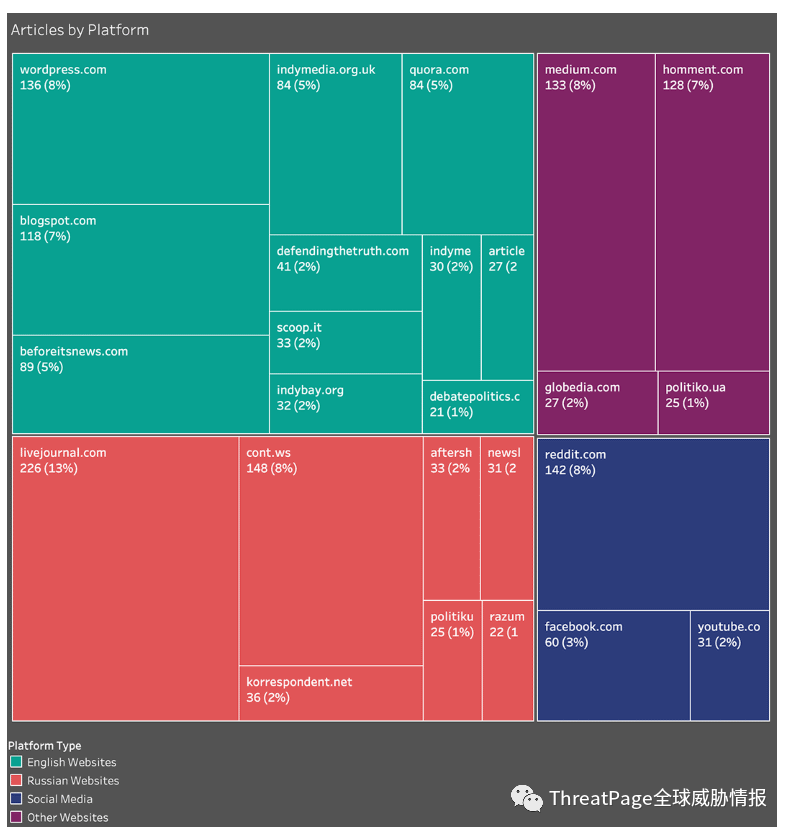 Articles by Platform
wordpress.com
136 (8%)
indymedia.org.uk
84 (5%)
quora.com
84 (5%)
medium.com
133 (8%)
homment.com
128 (7%)
blogspot.com
118 (7%)
defendingthetruth.com
41 (2%)
indyme
30 (2%)
article
27 (2
scoop.it
33 (2%)
beforeitsnews.com
89 (5%)
indybay.org
32 (2%)
debatepolitics.c
21 (1%)
globedia.com
27 (2%)
politiko.ua
25 (1%)
livejournal.com
226 (13%)
cont.ws
148 (8%)
aftersh
33 (2%
newsl
31 (2
reddit.com
142 (8%)
politiku
25 (1%)
razum
22 (1
facebook.com
60 (3%)
youtube.co
31 (2%)
korrespondent.net
36 (2%)
Platform Type
English Websites
Russian Websites
Social Media
Other Websites
ThreatPage全球威胁情报